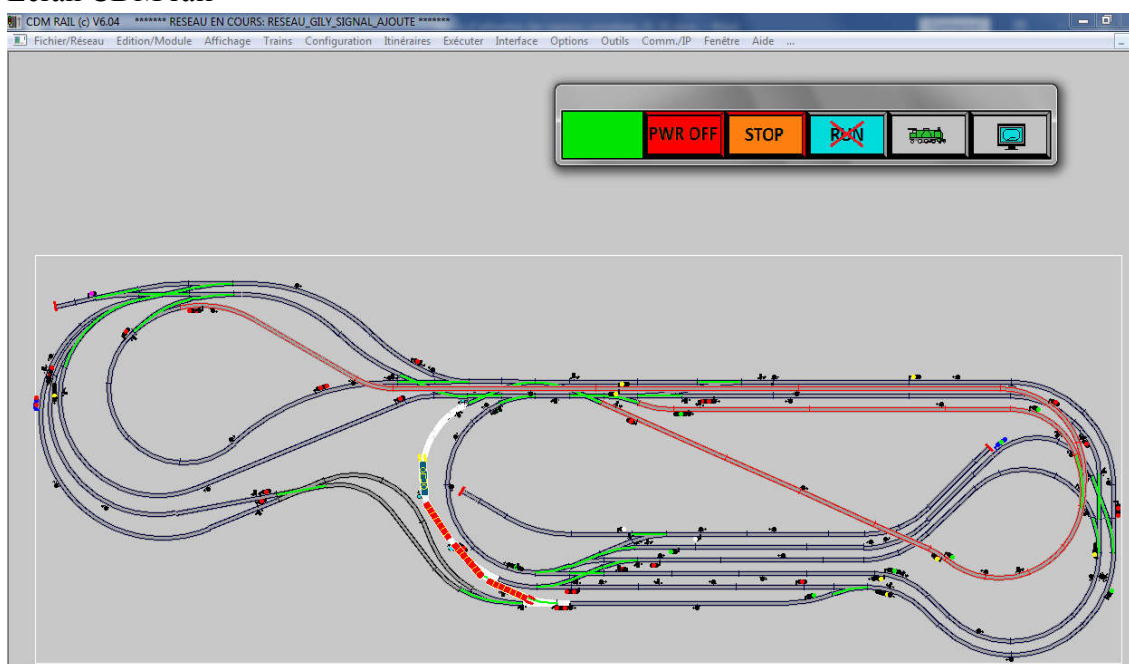 Ecran CDM rail
CDM RAIL (c) V6.04 ******* RESEAU EN COURS: RESEAU_GILY_SIGNAL_AJOUTE *******
Fichier/Réseau Edition/Module Affichage Trains Configuration Itinéraires Exécuter Interface Options Outils Comm./IP Fenêtre Aide ...
PWR OFF STOP RUN